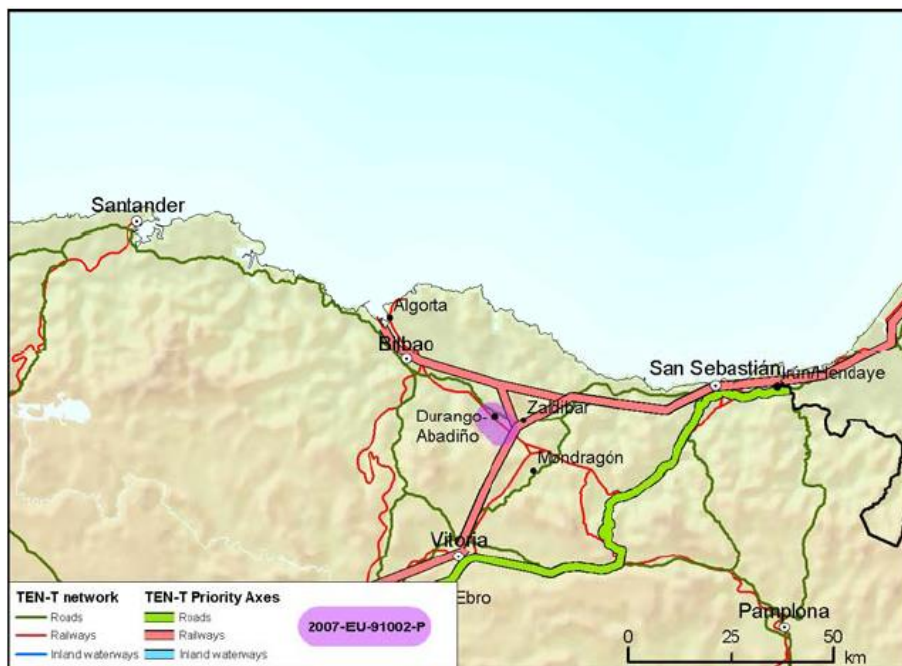 Santander
Algorta
Bilbao
San Sebastián
Irún/Hendaye
Durango-
Abadiño
Zaldibar
Mondragón
Vitoria
Ebro
Pamplona
TEN-T network
Roads
Railways
Inland waterways
TEN-T Priority Axes
Roads
Railways
Inland waterways
2007-EU-91002-P
0 25 50
km